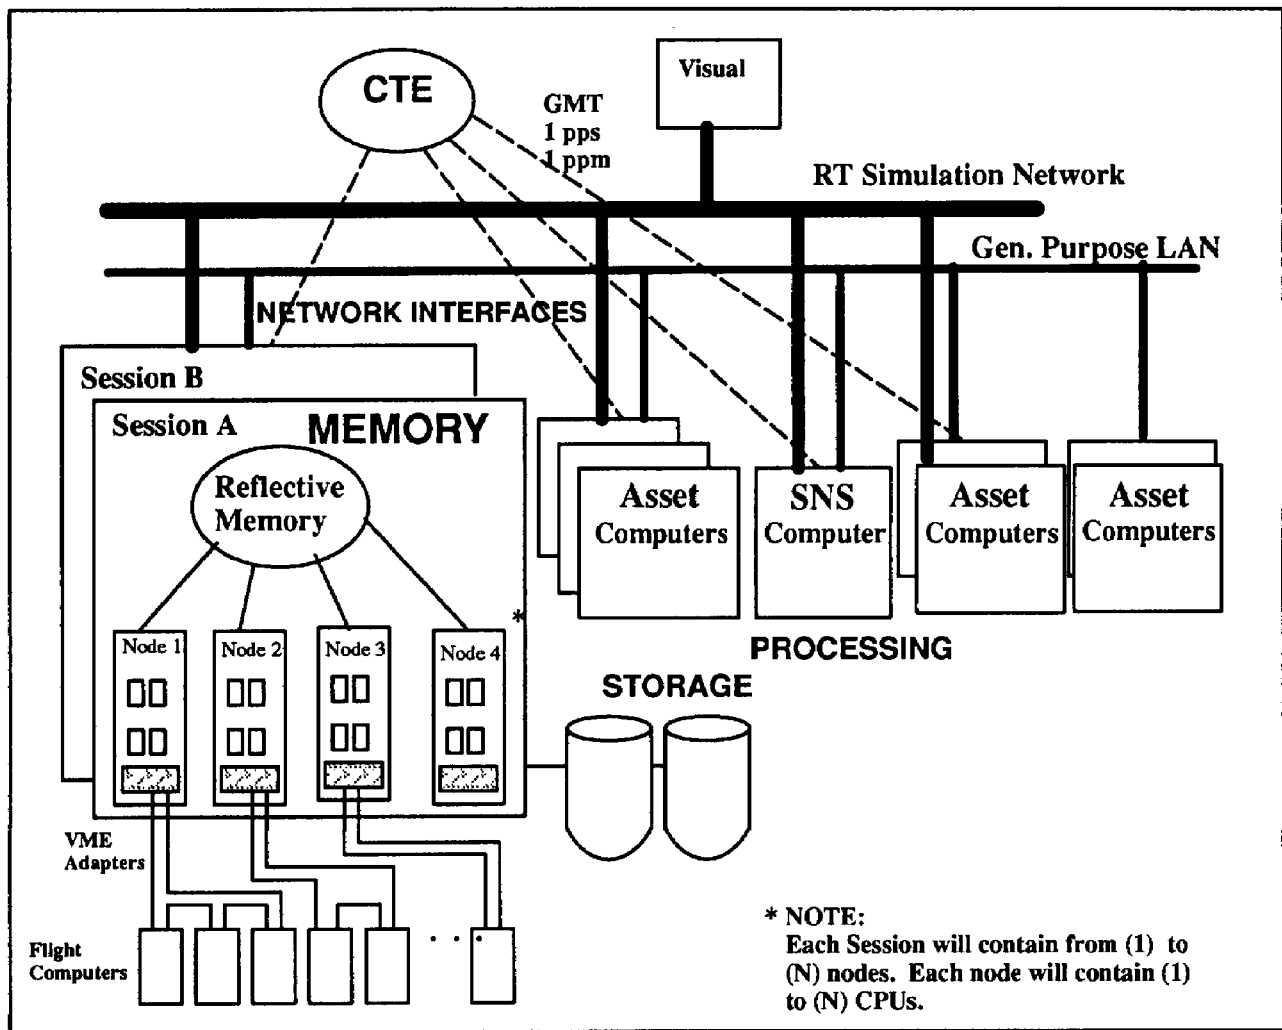 CTE
Visual
GMT
1 pps
1 ppm
RT Simulation Network
Gen. Purpose LAN
NETWORK INTERFACES
Session B
Session A
MEMORY
Reflective
Memory
Asset
Computers
SNS
Computer
Asset
Computers
Asset
Computers
*
Node 1
Node 2
Node 3
Node 4
PROCESSING
STORAGE
VME
Adapters
Flight
Computers
. . .
* NOTE:
Each Session will contain from (1) to
(N) nodes. Each node will contain (1)
to (N) CPUs.